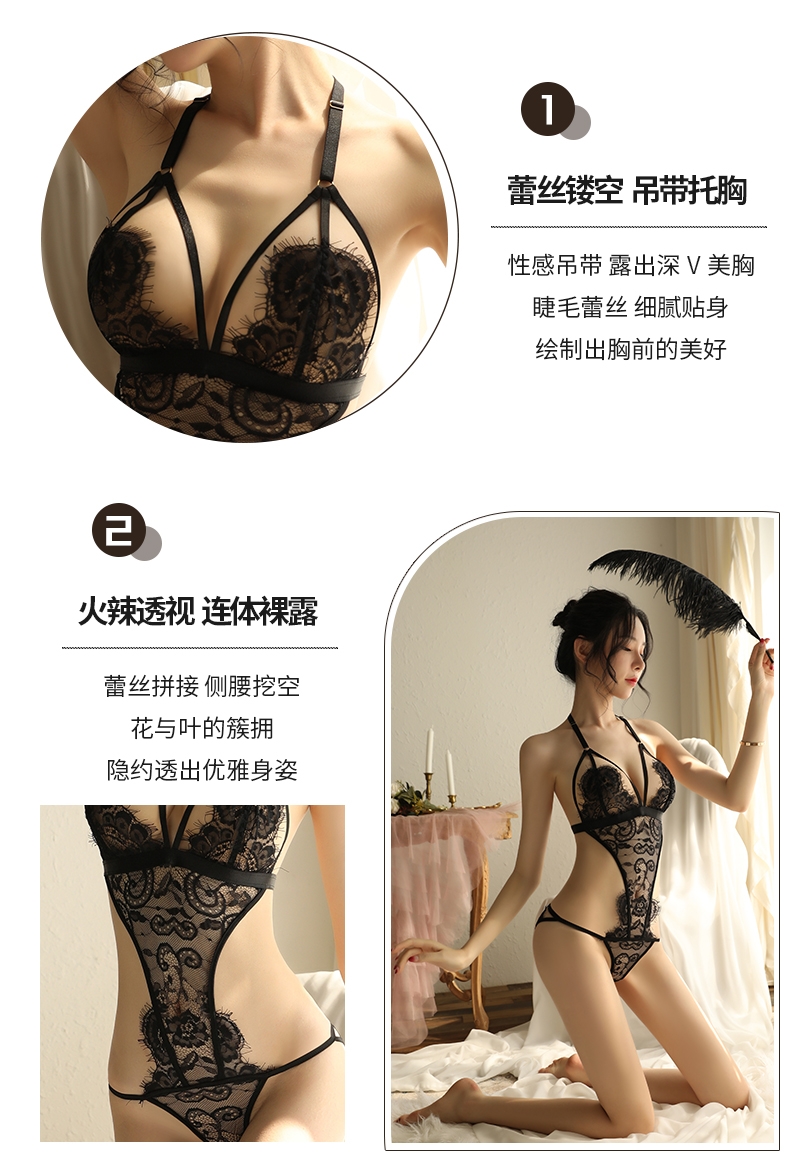 1
蕾丝镂空 吊带托胸
性感吊带 露出深 V 美胸
睫毛蕾丝 细腻贴身
绘制出胸前的美好
2
火辣透视 连体裸露
蕾丝拼接 侧腰挖空
花与叶的簇拥
隐约透出优雅身姿